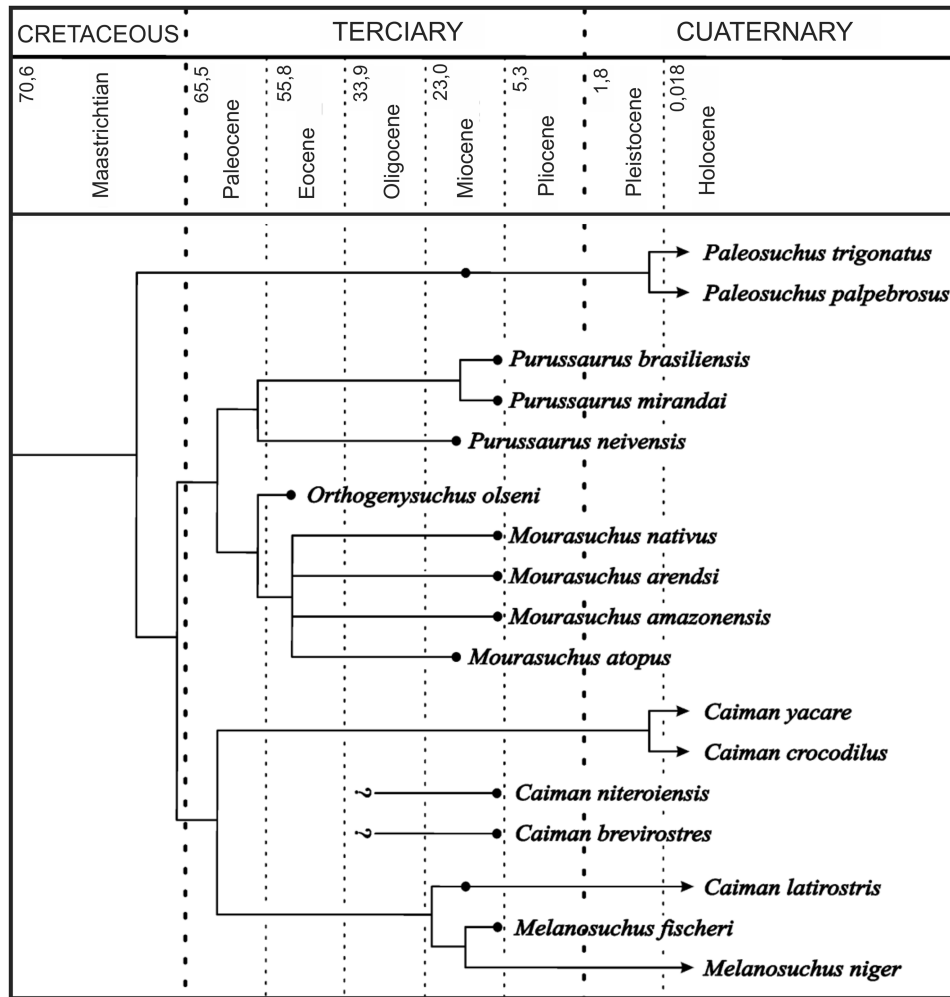 CRETACEOUS
TERCIARY
CUATERNARY
70,6
Maastrichtian
65,5
Paleocene
55,8
Eocene
33,9
Oligocene
23,0
Miocene
5,3
Pliocene
1,8
Pleistocene
0,018
Holocene
Paleosuchus trigonatus
Paleosuchus palpebrosus
Purussaurus brasiliensis
Purussaurus mirandai
Purussaurus neivensis
Orthogenysuchus olseni
Mourasuchus nativus
Mourasuchus arendsi
Mourasuchus amazonensis
Mourasuchus atopus
Caiman yacare
Caiman crocodilus
? Caiman niteroiensis
? Caiman brevirostres
Caiman latirostris
Melanosuchus fischeri
Melanosuchus niger